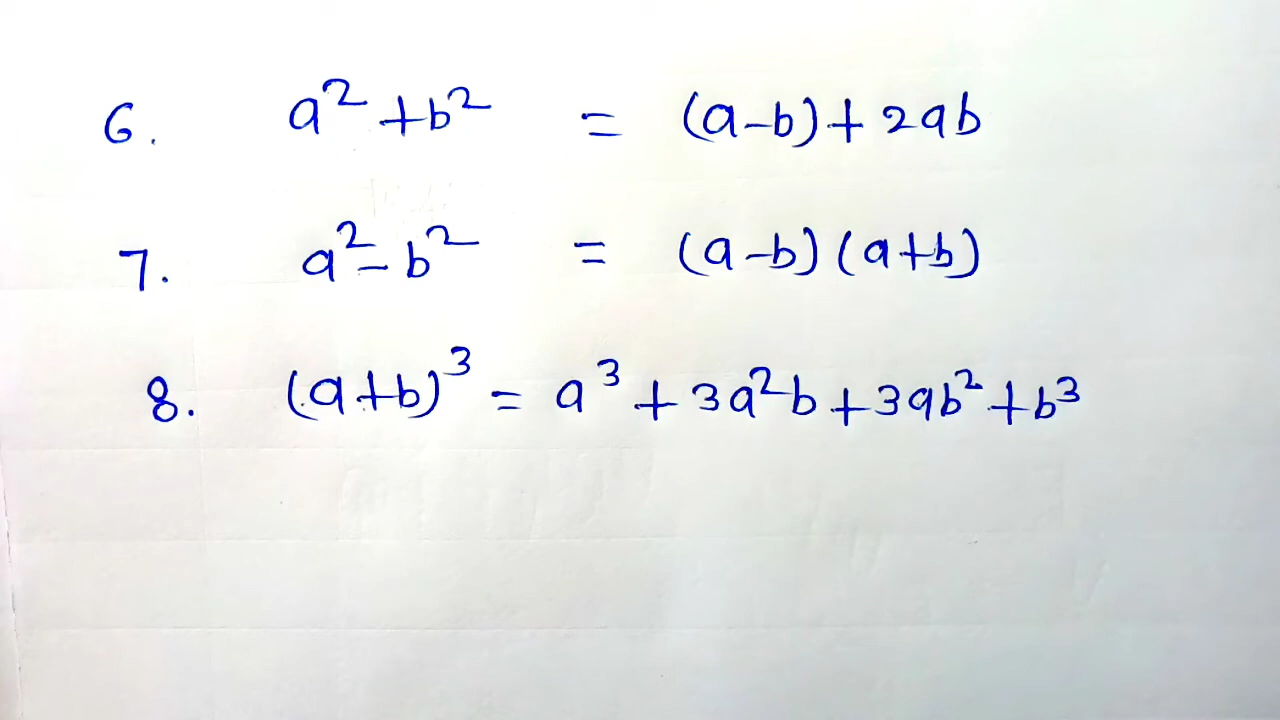 6. a² + b² = (a-b) + 2ab
7. a² - b² = (a-b) (a+b)
8. (a+b)³ = a³ + 3a²b + 3ab² + b³